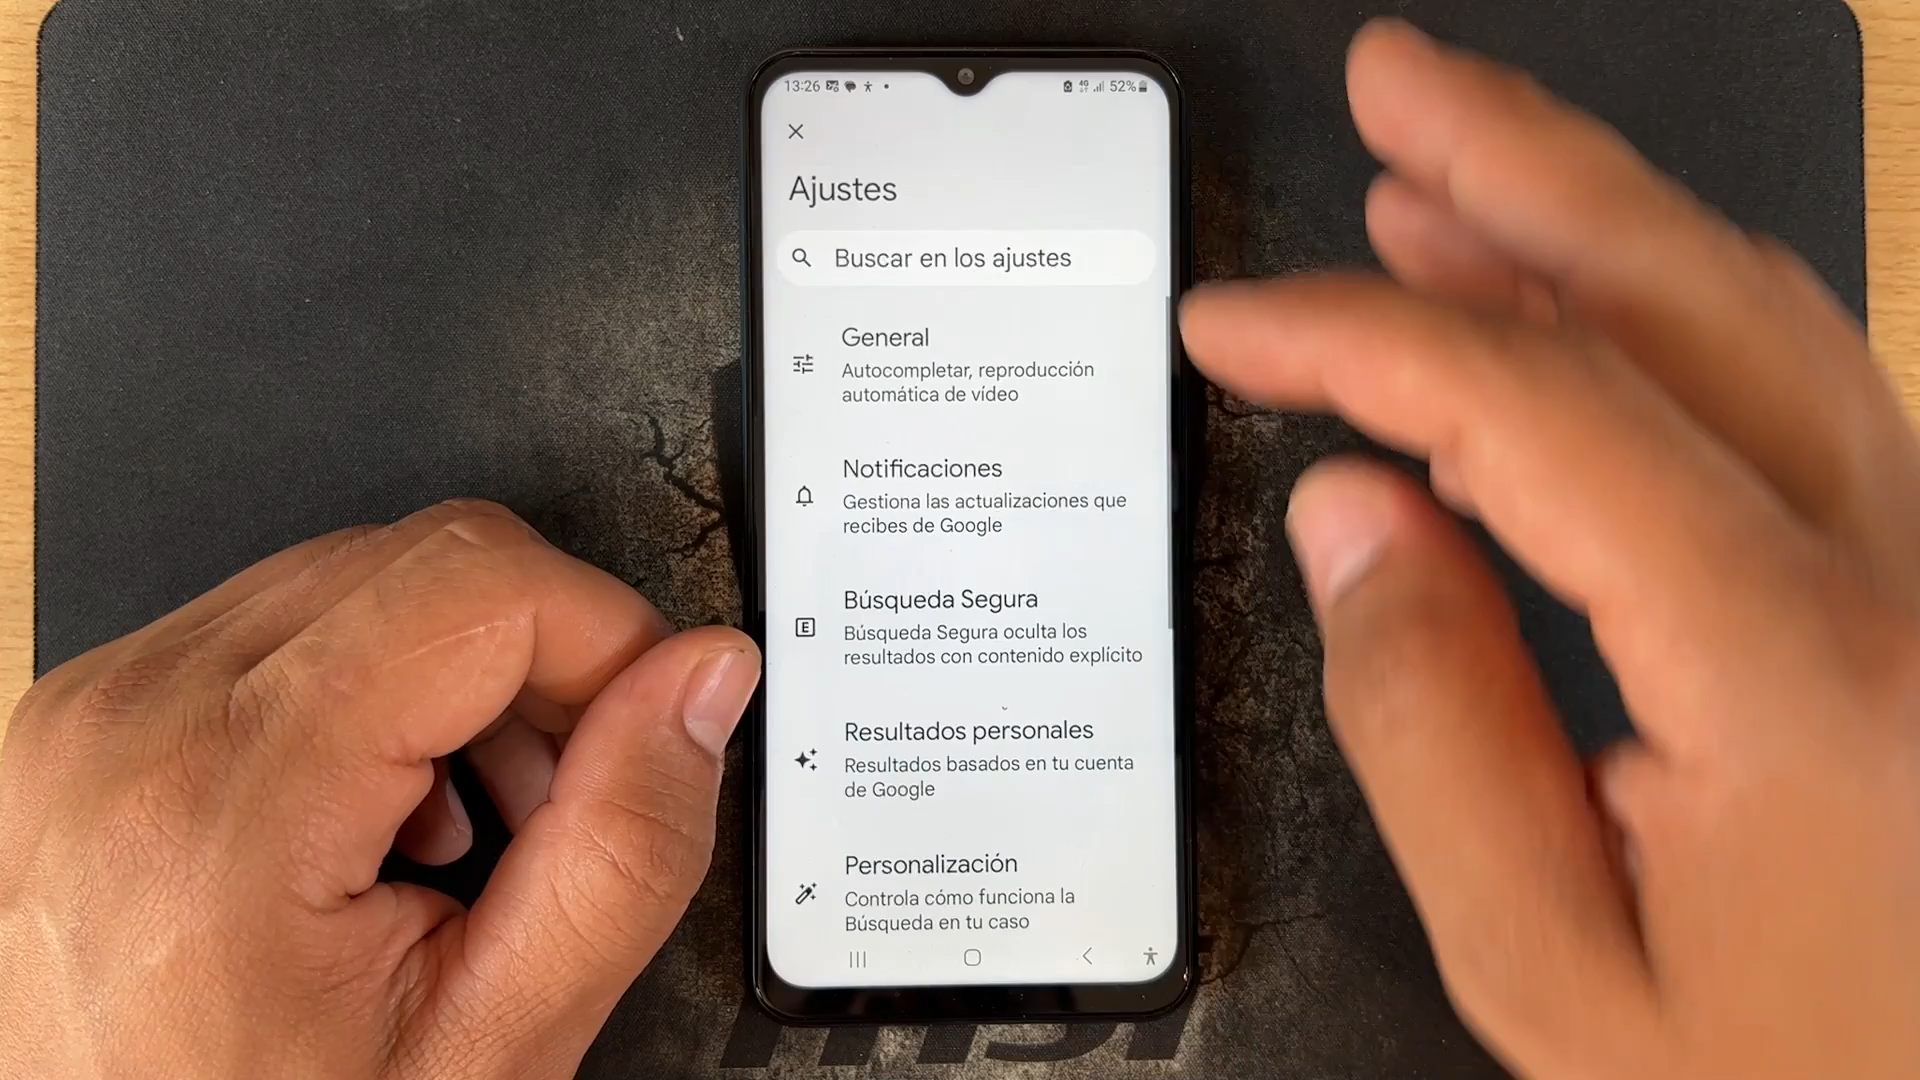 13:26
4G
52%
Ajustes
Buscar en los ajustes
General
Autocompletar, reproducción
automática de vídeo
Notificaciones
Gestiona las actualizaciones que
recibes de Google
E
Búsqueda Segura
Búsqueda Segura oculta los
resultados con contenido explícito
Resultados personales
Resultados basados en tu cuenta
de Google
Personalización
Controla cómo funciona la
Búsqueda en tu caso
msi